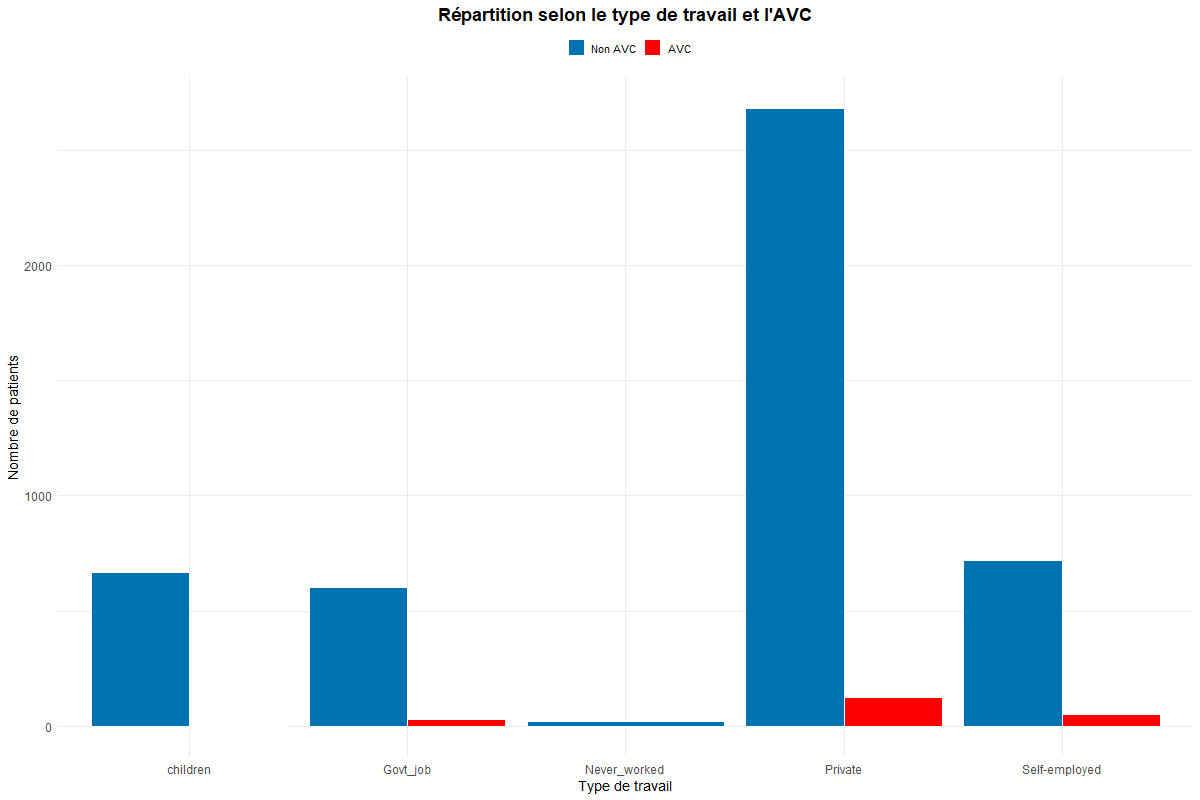 Répartition selon le type de travail et l'AVC
Non AVC AVC
Nombre de patients
2000
1000
0
children Govt_job Never_worked Private Self-employed
Type de travail